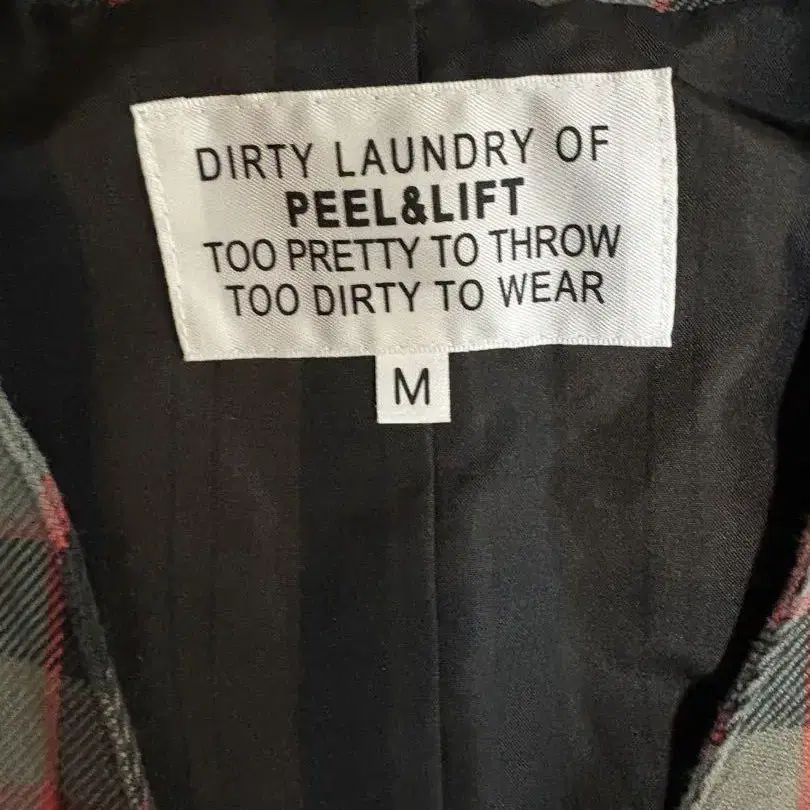 DIRTY LAUNDRY OF
PEEL&LIFT
TOO PRETTY TO THROW
TOO DIRTY TO WEAR
M